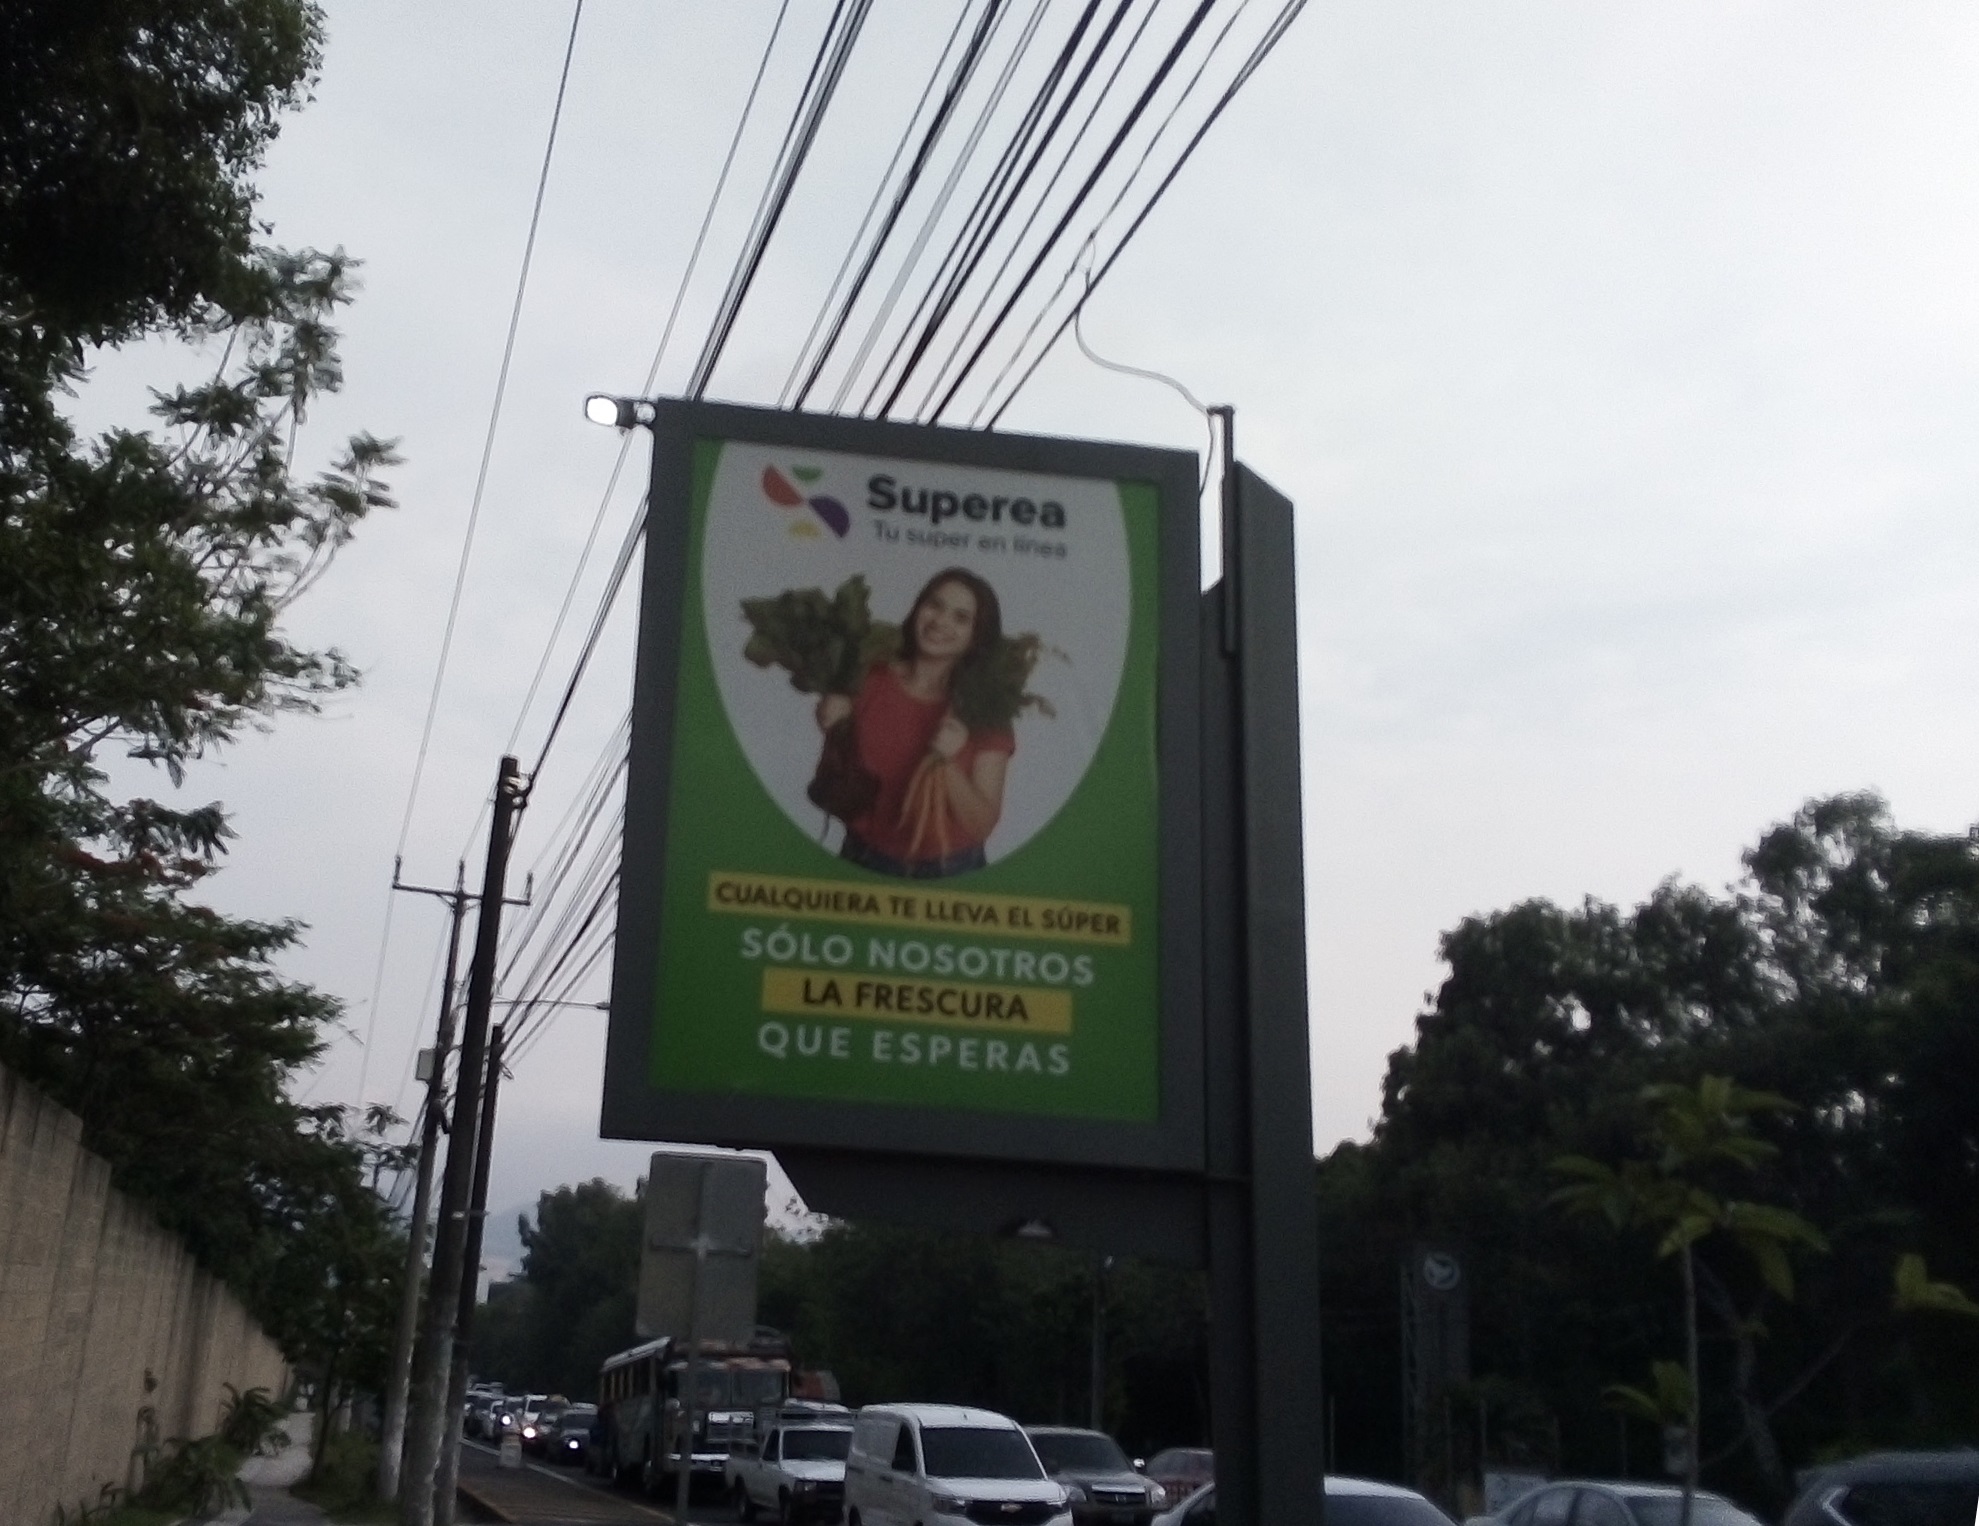 Superea
Tu super en línea
CUALQUIERA TE LLEVA EL SÚPER
SÓLO NOSOTROS
LA FRESCURA
QUE ESPERAS